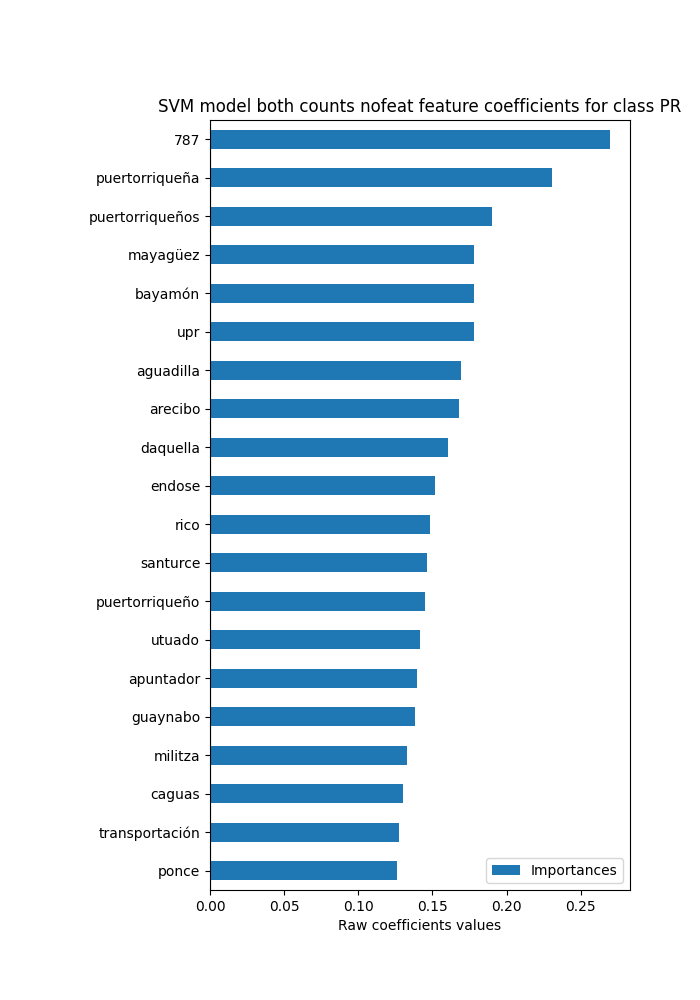 SVM model both counts nofeat feature coefficients for class PR
787
puertorriqueña
puertorriqueños
mayagüez
bayamón
upr
aguadilla
arecibo
daquella
endose
rico
santurce
puertorriqueño
utuado
apuntador
guaynabo
militza
caguas
transportación
ponce
Importances
0.00 0.05 0.10 0.15 0.20 0.25
Raw coefficients values